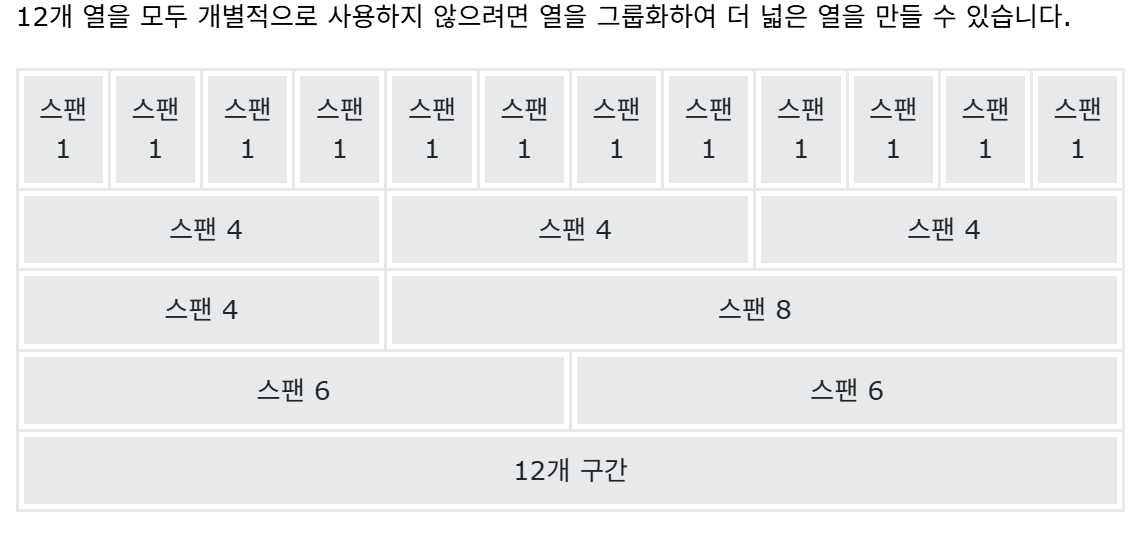 12개 열을 모두 개별적으로 사용하지 않으려면 열을 그룹화하여 더 넓은 열을 만들 수 있습니다.
스팬 스팬 스팬 스팬 스팬 스팬 스팬 스팬 스팬 스팬 스팬 스팬
1 1 1 1 1 1 1 1 1 1 1 1
스팬 4 스팬 4 스팬 4
스팬 4 스팬 8
스팬 6 스팬 6
12개 구간